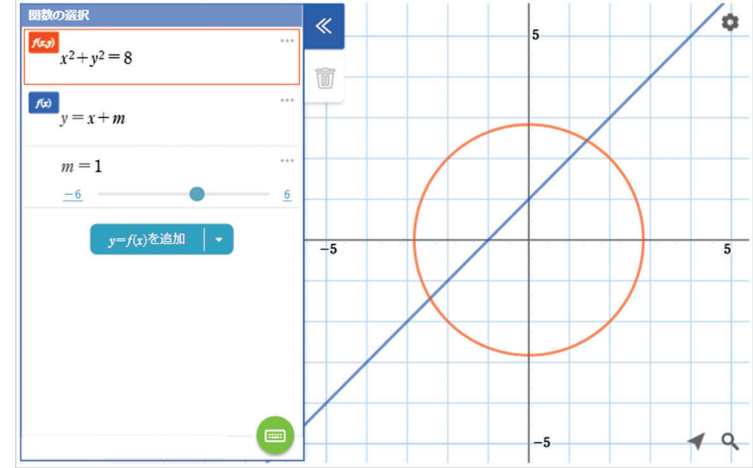 関数の選択
f(x,y)
x²+y²=8
f(x)
y=x+m
m=1
-6
6
y=f(x)を追加
5
-5
5
-5